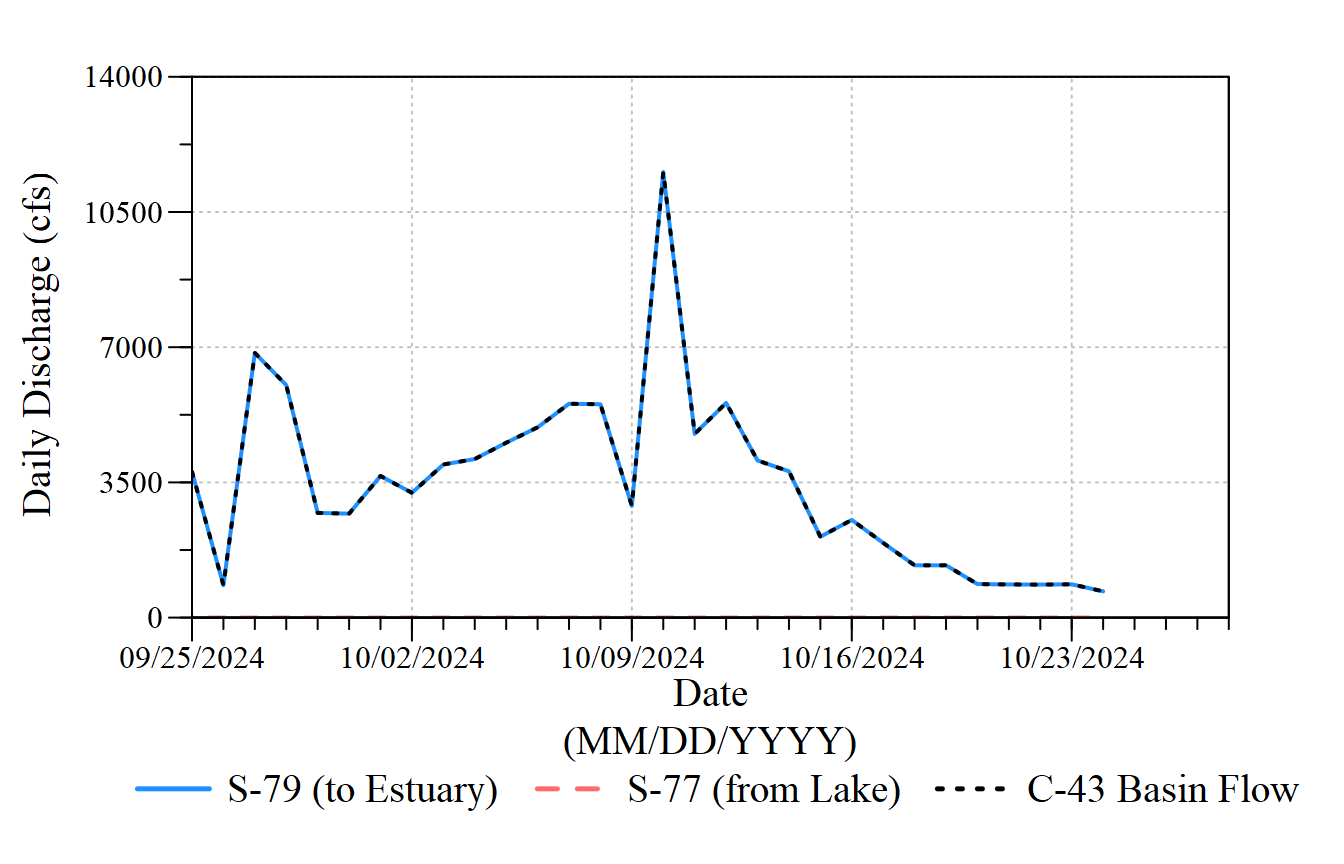 14000
10500
7000
3500
0
Daily Discharge (cfs)
09/25/2024 10/02/2024 10/09/2024 10/16/2024 10/23/2024
Date
(MM/DD/YYYY)
S-79 (to Estuary) S-77 (from Lake) C-43 Basin Flow